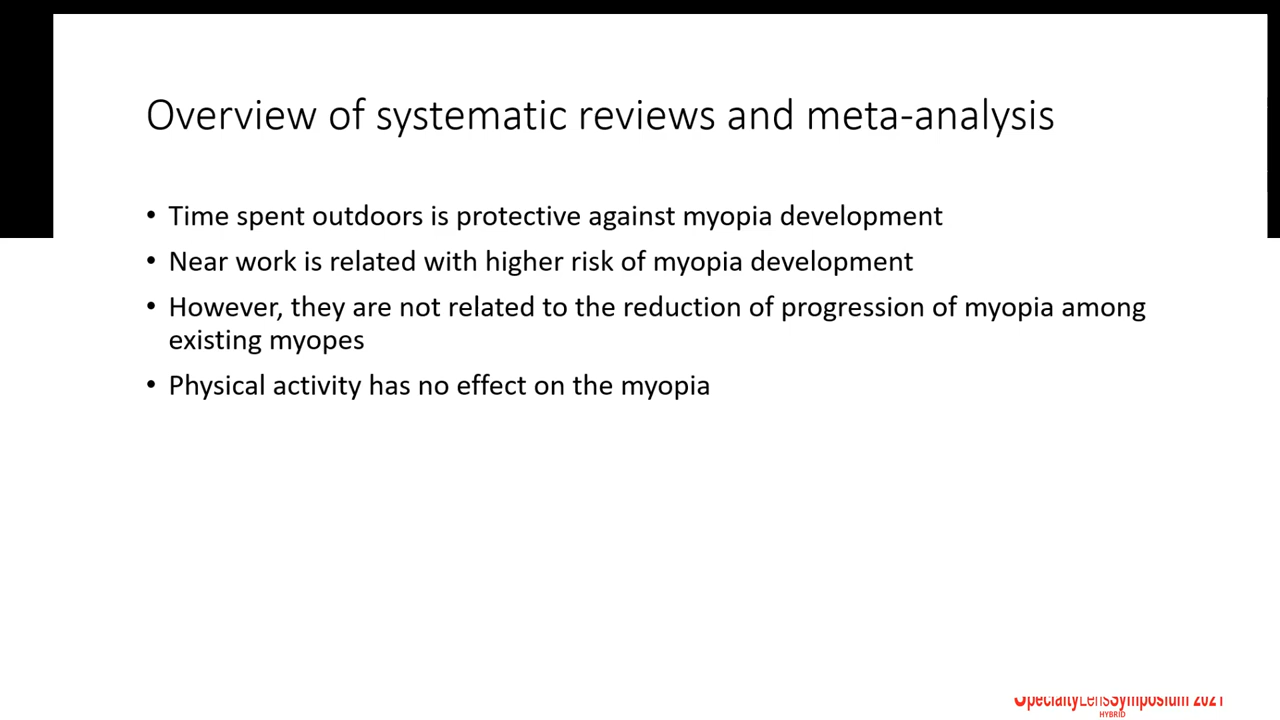 Overview of systematic reviews and meta-analysis
• Time spent outdoors is protective against myopia development
• Near work is related with higher risk of myopia development
• However, they are not related to the reduction of progression of myopia among
existing myopes
• Physical activity has no effect on the myopia
SpecialtyLensSymposium 2021
HYBRID